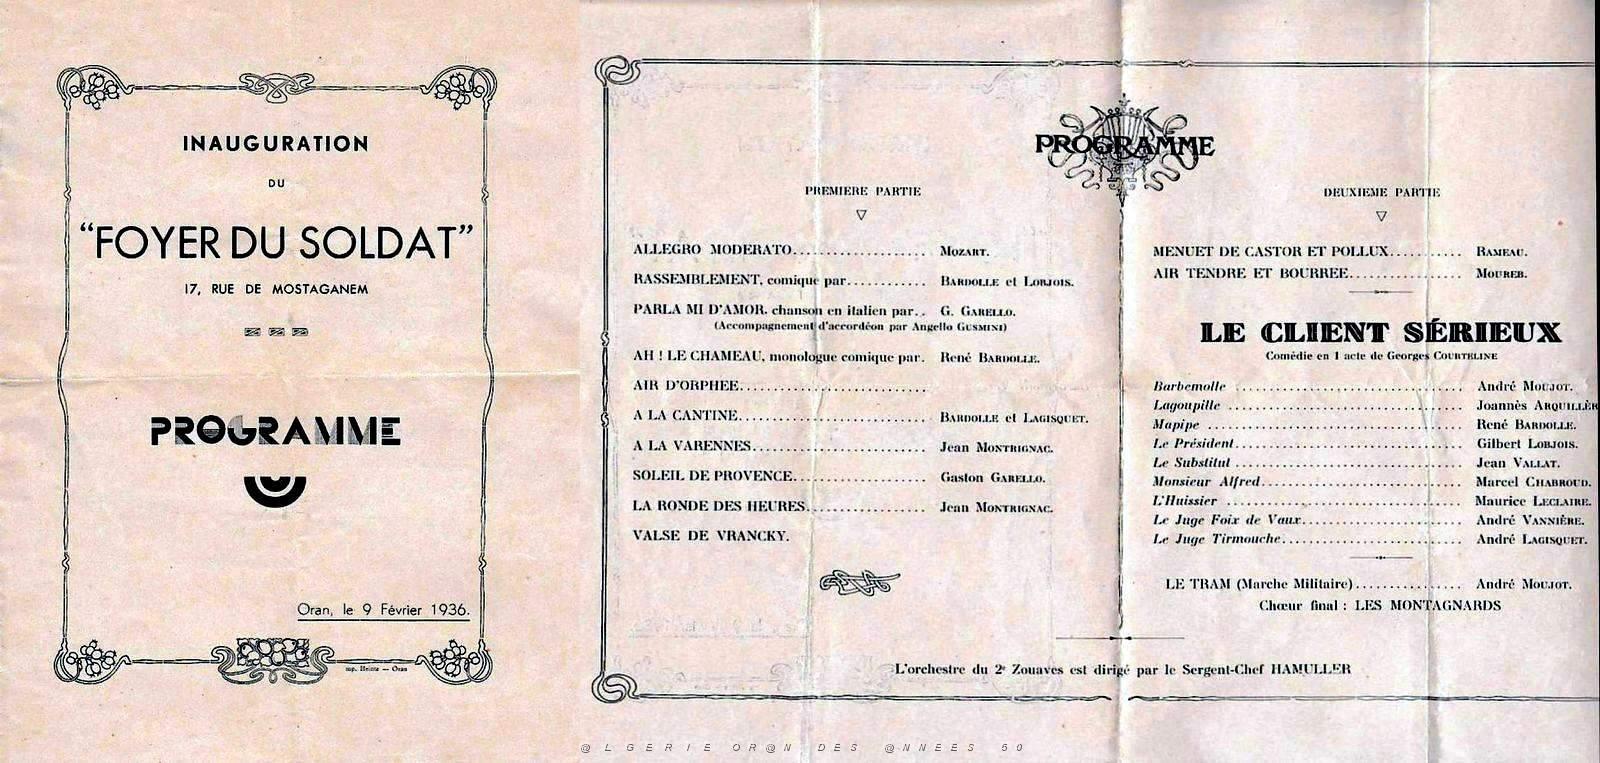 INAUGURATION
DU
“FOYER DU SOLDAT”
17, RUE DE MOSTAGANEM
PROGRAMME
Oran, le 9 Février 1936.
Imp. Heintz — Oran
PROGRAMME
PREMIERE PARTIE
ALLEGRO MODERATO.................... MOZART.
RASSEMBLEMENT, comique par............ BARDOLLE et LOBJOIS.
PARLA MI D'AMOR, chanson en italien par.. G. GARELLO.
(Accompagnement d'accordéon par Angello GUSMINI)
AH ! LE CHAMEAU, monologue comique par. René BARDOLLE.
AIR D'ORPHEE............................
A LA CANTINE............................ BARDOLLE et LAGISQUET.
A LA VARENNES.......................... Jean MONTRIGNAC.
SOLEIL DE PROVENCE.................... Gaston GARELLO.
LA RONDE DES HEURES.................. Jean MONTRIGNAC.
VALSE DE VRANCKY.
DEUXIEME PARTIE
MENUET DE CASTOR ET POLLUX.......... RAMEAU.
AIR TENDRE ET BOURREE................ MOUREB.
LE CLIENT SÉRIEUX
Comédie en 1 acte de Georges COURTELINE
Barbemolle ................................ André MOUJOT.
Lagoupille ................................ Joannès ARQUILLÈR
Mapipe .................................... René BARDOLLE.
Le Président............................... Gilbert LOBJOIS.
Le Substitut .............................. Jean VALLAT.
Monsieur Alfred............................ Marcel CHABROUD.
L'Huissier ................................ Maurice LECLAIRE.
Le Juge Foix de Vaux....................... André VANNIÈRE.
Le Juge Tirmouche.......................... André LAGISQUET.
LE TRAM (Marche Militaire)............... André MOUJOT.
Chœur final : LES MONTAGNARDS
L'orchestre du 2e Zouaves est dirigé par le Sergent-Chef HAMULLER
@LGERIE OR@N DES @NNEES 50